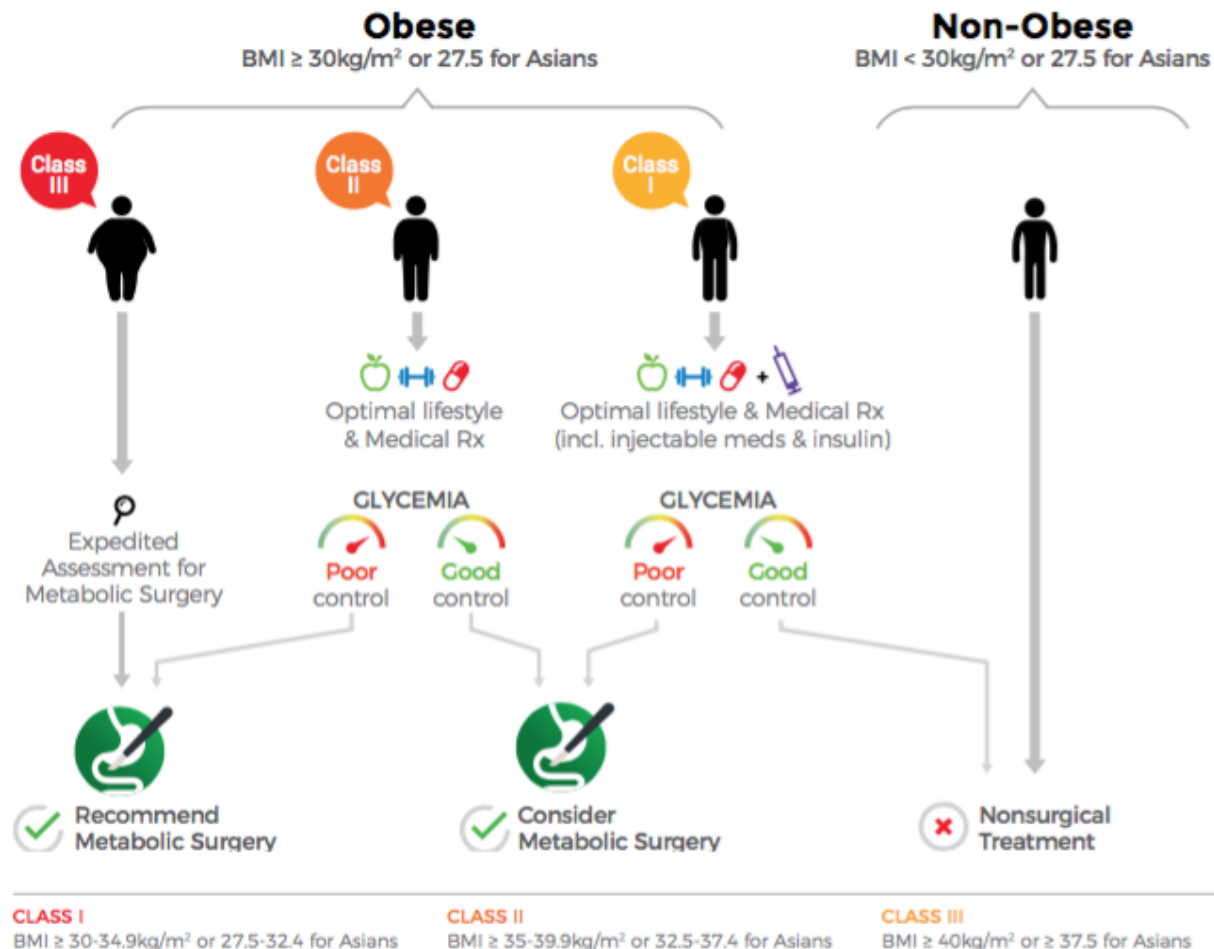 Obese
BMI ≥ 30kg/m² or 27.5 for Asians
Non-Obese
BMI < 30kg/m² or 27.5 for Asians
Class
III
Class
II
Class
I
Optimal lifestyle
& Medical Rx
+
Optimal lifestyle & Medical Rx
(incl. injectable meds & insulin)
Expedited
Assessment for
Metabolic Surgery
GLYCEMIA
Poor
control
Good
control
GLYCEMIA
Poor
control
Good
control
Recommend
Metabolic Surgery
Consider
Metabolic Surgery
Nonsurgical
Treatment
CLASS I
BMI ≥ 30-34.9kg/m² or 27.5-32.4 for Asians
CLASS II
BMI ≥ 35-39.9kg/m² or 32.5-37.4 for Asians
CLASS III
BMI ≥ 40kg/m² or ≥ 37.5 for Asians